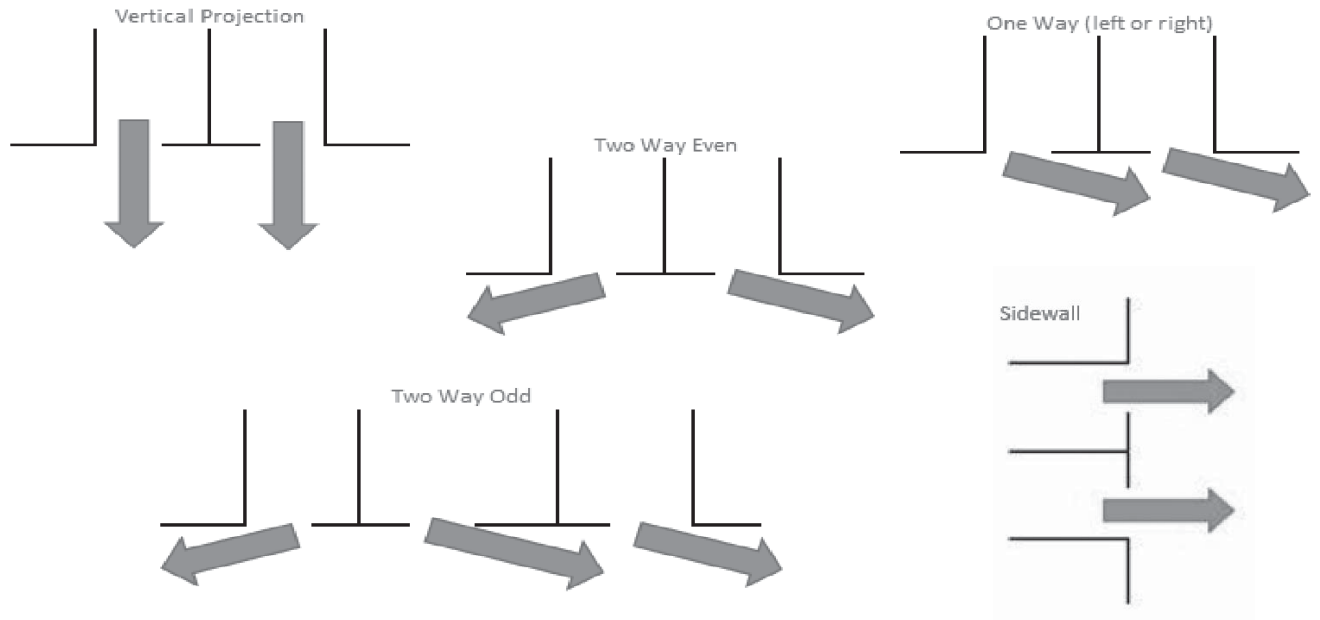 Vertical Projection
One Way (left or right)
Two Way Even
Sidewall
Two Way Odd